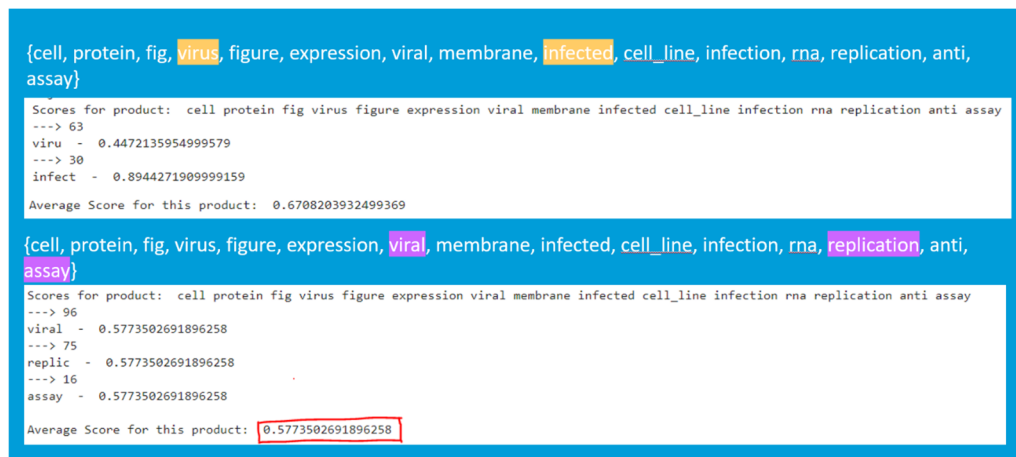 {cell, protein, fig, virus, figure, expression, viral, membrane, infected, cell_line, infection, rna, replication, anti,
assay}
Scores for product:  cell protein fig virus figure expression viral membrane infected cell_line infection rna replication anti assay
---> 63
viru  -  0.4472135954999579
---> 30
infect  -  0.8944271909999159
Average Score for this product:  0.6708203932499369
{cell, protein, fig, virus, figure, expression, viral, membrane, infected, cell_line, infection, rna, replication, anti,
assay}
Scores for product:  cell protein fig virus figure expression viral membrane infected cell_line infection rna replication anti assay
---> 96
viral  -  0.5773502691896258
---> 75
replic  -  0.5773502691896258
---> 16
assay  -  0.5773502691896258
Average Score for this product:  0.5773502691896258